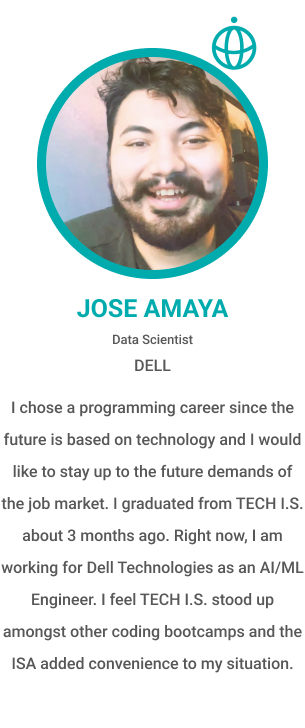 JOSE AMAYA
Data Scientist
DELL
I chose a programming career since the
future is based on technology and I would
like to stay up to the future demands of
the job market. I graduated from TECH I.S.
about 3 months ago. Right now, I am
working for Dell Technologies as an AI/ML
Engineer. I feel TECH I.S. stood up
amongst other coding bootcamps and the
ISA added convenience to my situation.